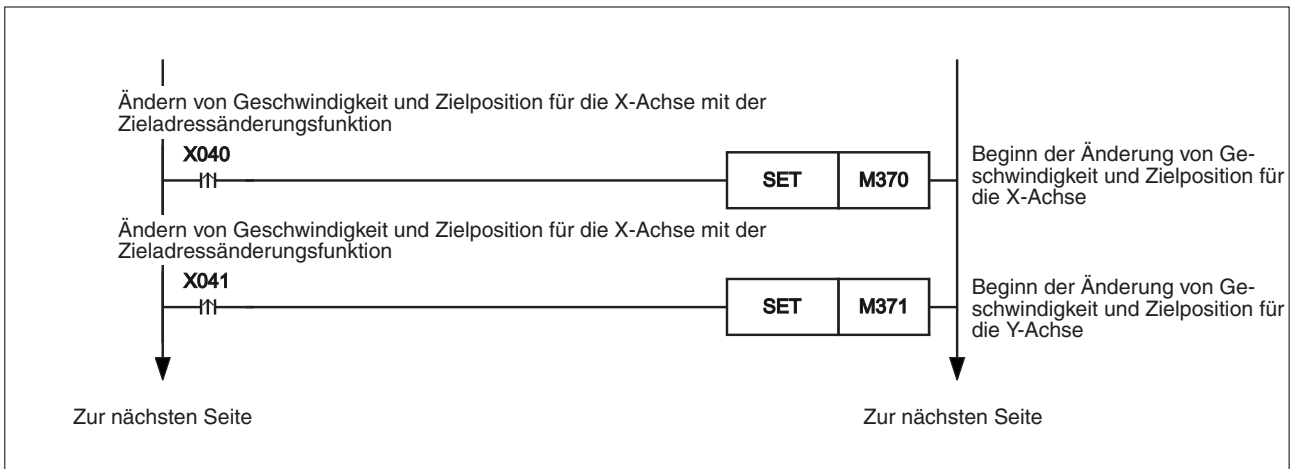 Ändern von Geschwindigkeit und Zielposition für die X-Achse mit der
Zieladressänderungsfunktion
X040
SET M370
Beginn der Änderung von Ge-
schwindigkeit und Zielposition für
die X-Achse
Ändern von Geschwindigkeit und Zielposition für die X-Achse mit der
Zieladressänderungsfunktion
X041
SET M371
Beginn der Änderung von Ge-
schwindigkeit und Zielposition für
die Y-Achse
Zur nächsten Seite
Zur nächsten Seite